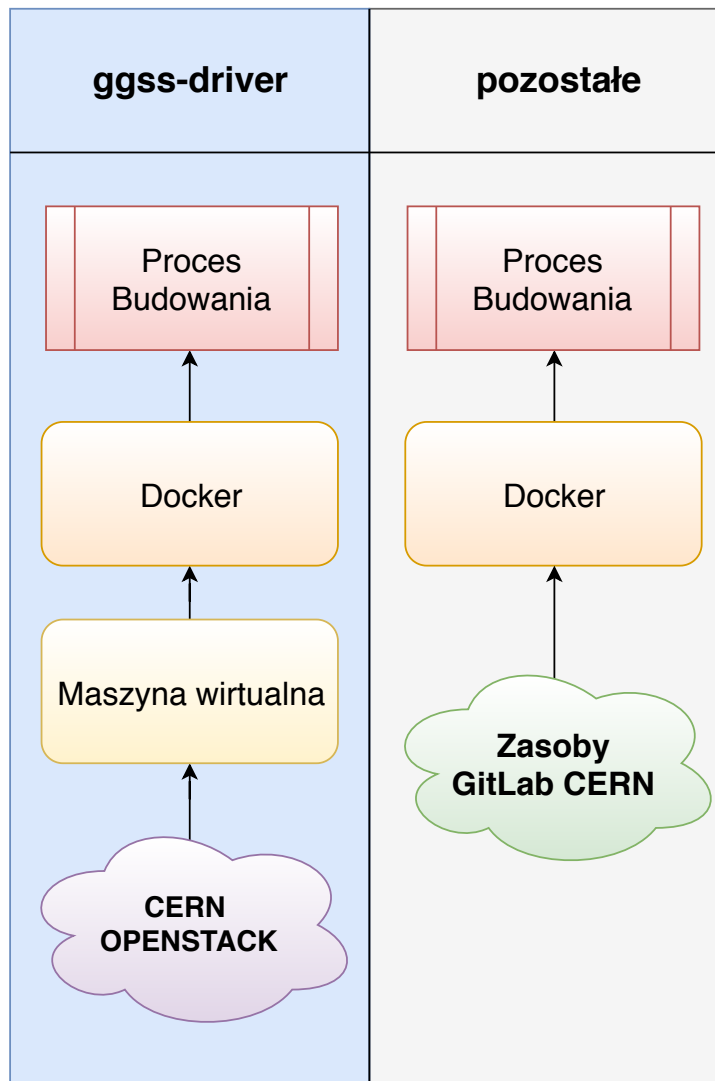 ggss-driver
pozostałe
Proces
Budowania
Docker
Maszyna wirtualna
CERN
OPENSTACK
Proces
Budowania
Docker
Zasoby
GitLab CERN